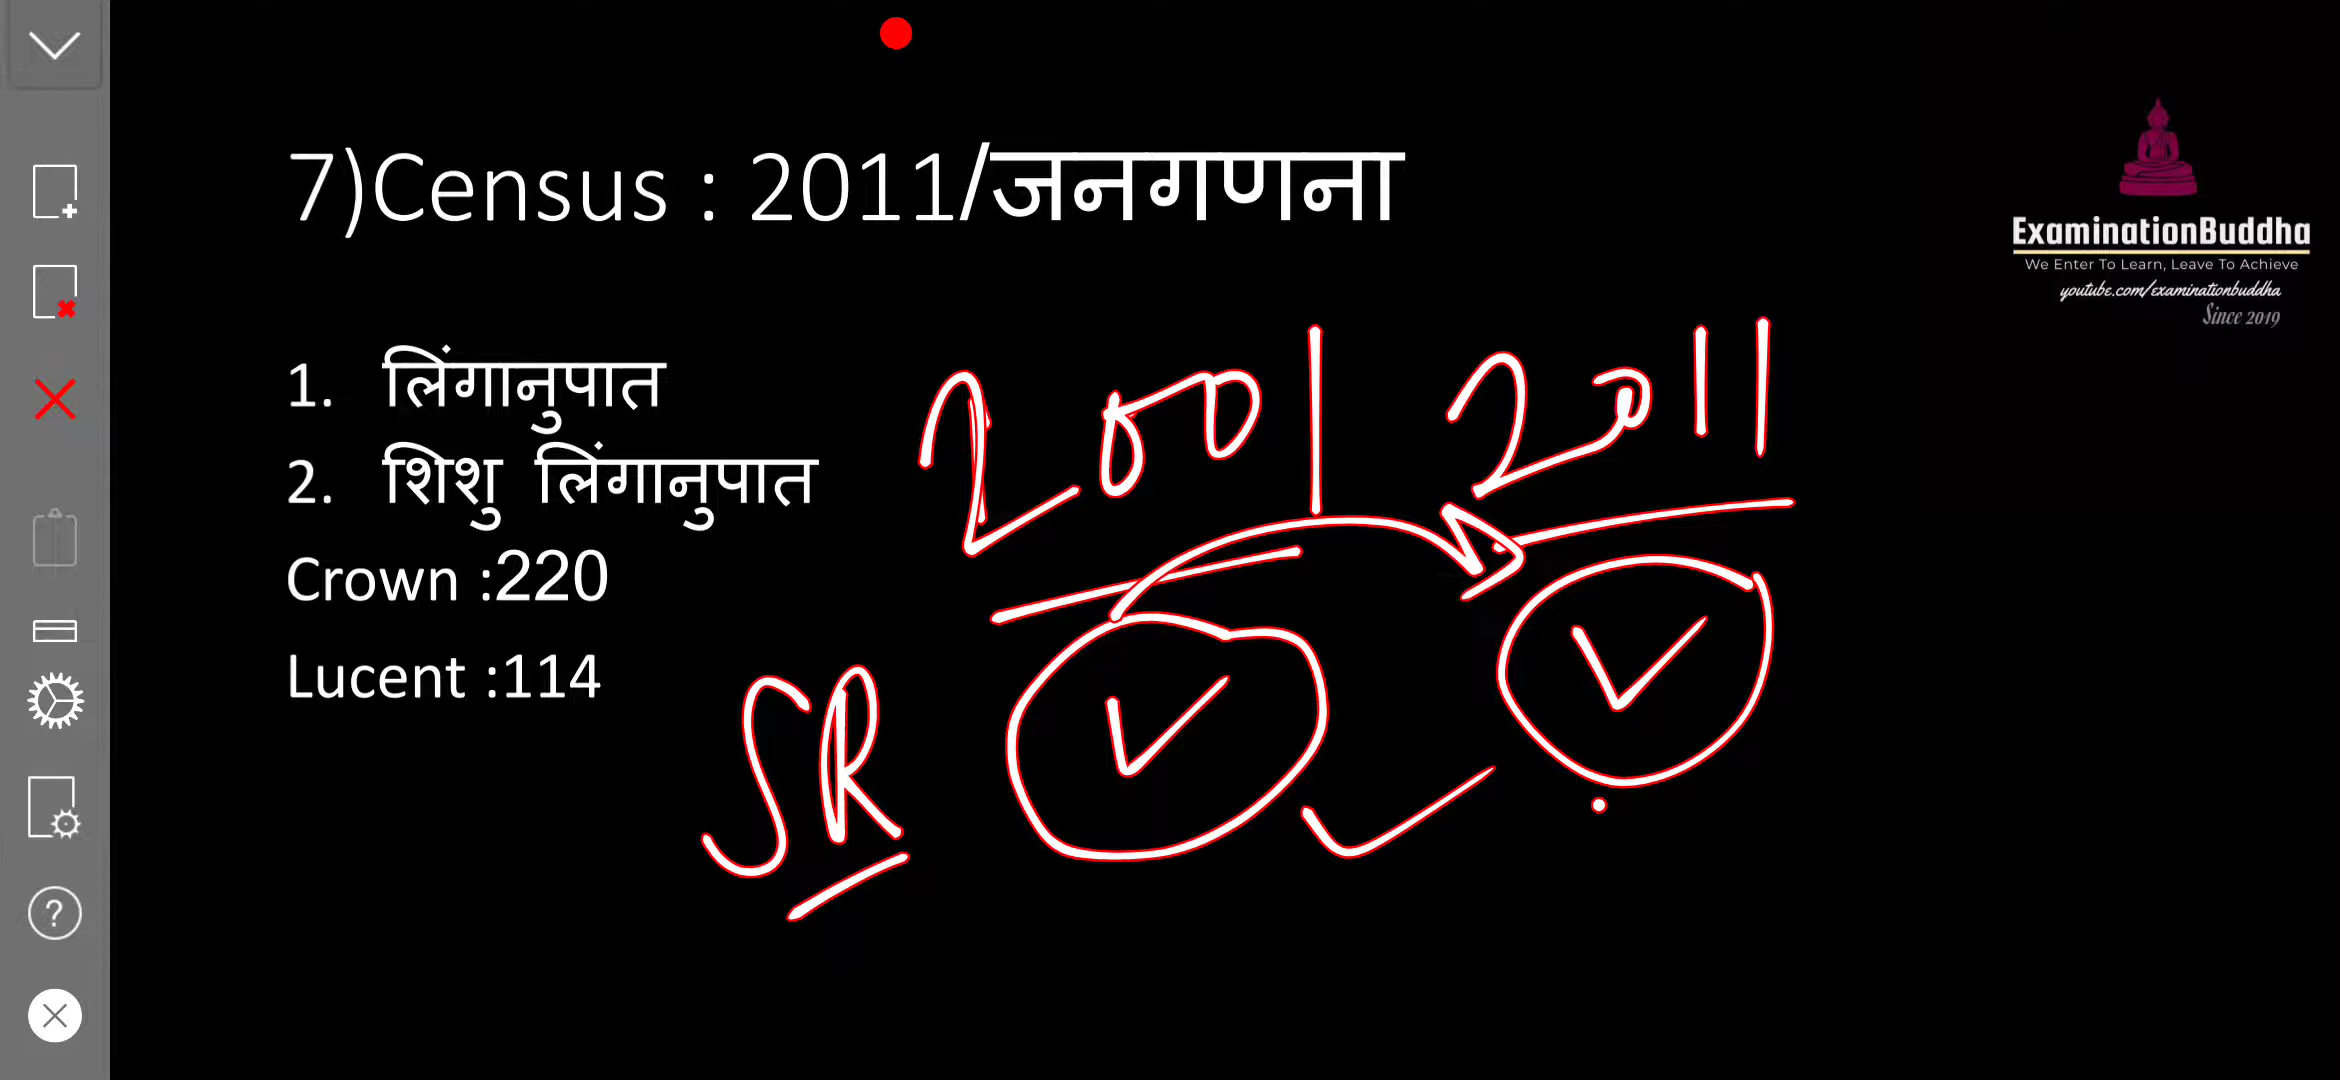 7)Census : 2011/जनगणना
ExaminationBuddha
We Enter To Learn, Leave To Achieve
youtube.com/examinationbuddha
Since 2019
1. लिंगानुपात
2001 2011
2. शिशु लिंगानुपात
Crown :220
Lucent :114
SR
?